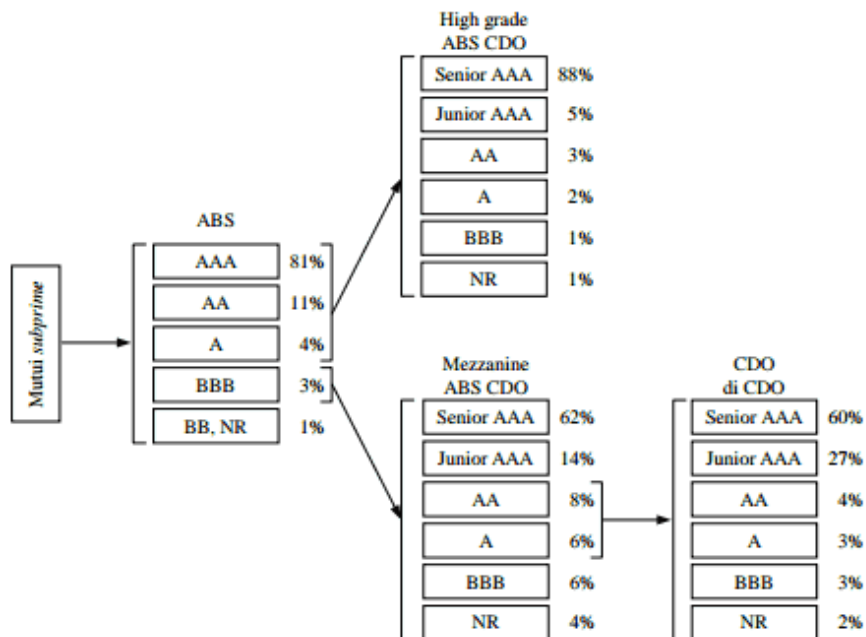 High grade
ABS CDO
Senior AAA 88%
Junior AAA 5%
AA 3%
A 2%
BBB 1%
NR 1%
Mutui subprime
ABS
AAA 81%
AA 11%
A 4%
BBB 3%
BB, NR 1%
Mezzanine
ABS CDO
Senior AAA 62%
Junior AAA 14%
AA 8%
A 6%
BBB 6%
NR 4%
CDO
di CDO
Senior AAA 60%
Junior AAA 27%
AA 4%
A 3%
BBB 3%
NR 2%